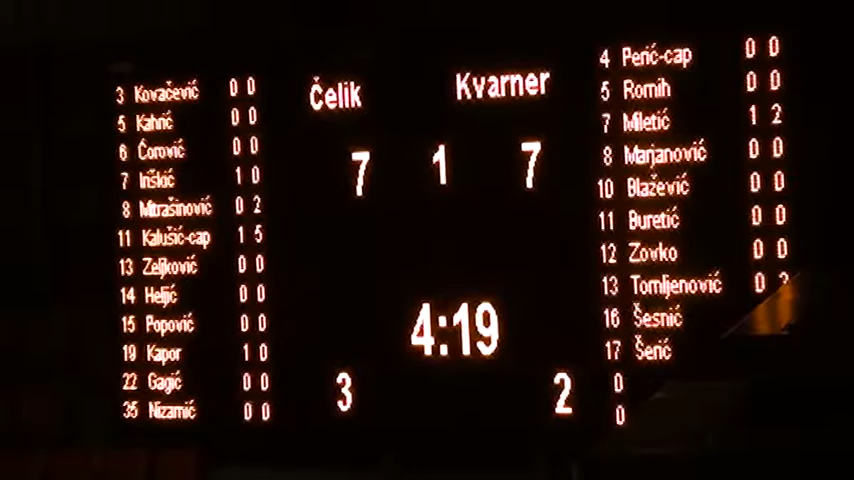 Čelik Kvarner
7 1 7
4:19
3 2
3 Kovačević 0 0
5 Kahrić 0 0
6 Ćorović 0 0
7 1 0
8 Mitrašinović 0 2
11 Kalušić-cap 1 5
13 Zeljković 0 0
14 Heljić 0 0
15 Popović 0 0
19 Kapor 1 0
22 Gagić 0 0
35 Nizamić 0 0
4 Perić-cap 0 0
5 Romih 0 0
7 Miletić 1 2
8 Marjanović 0 0
10 Blažević 0 0
11 Buretić 0 0
12 Zovko 0 0
13 Tomljenović 0
16 Šesnić
17 Šerić
0
0